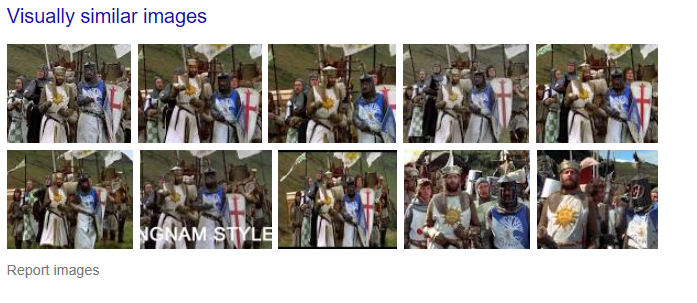 Visually similar images
NGNAM STYLE
Report images